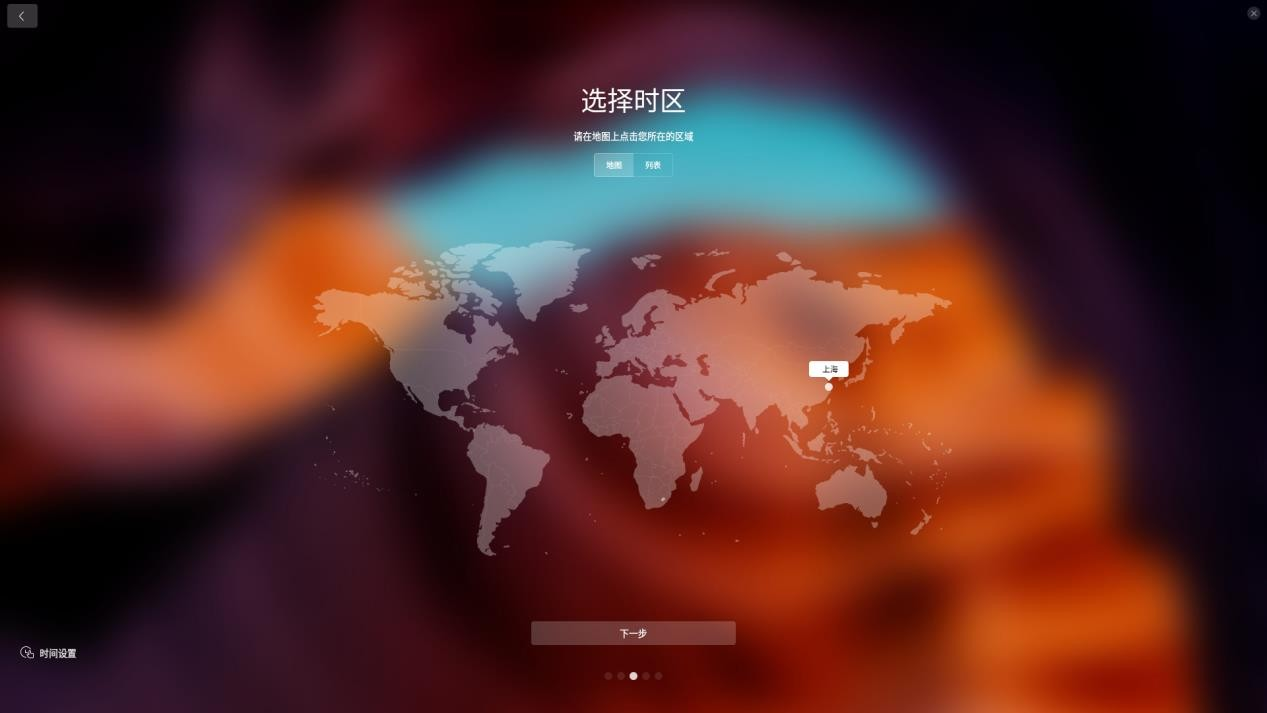 选择时区
请在地图上点击您所在的区域
地图 列表
上海
下一步
时间设置